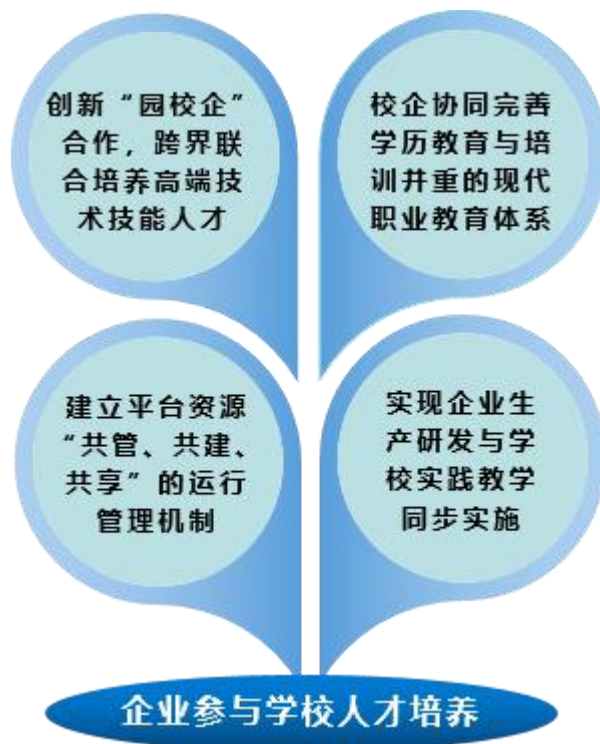 创新“园校企”
合作，跨界联
合培养高端技
术技能人才
校企协同完善
学历教育与培
训并重的现代
职业教育体系
建立平台资源
“共管、共建、
共享”的运行
管理机制
实现企业生
产研发与学
校实践教学
同步实施
企业参与学校人才培养